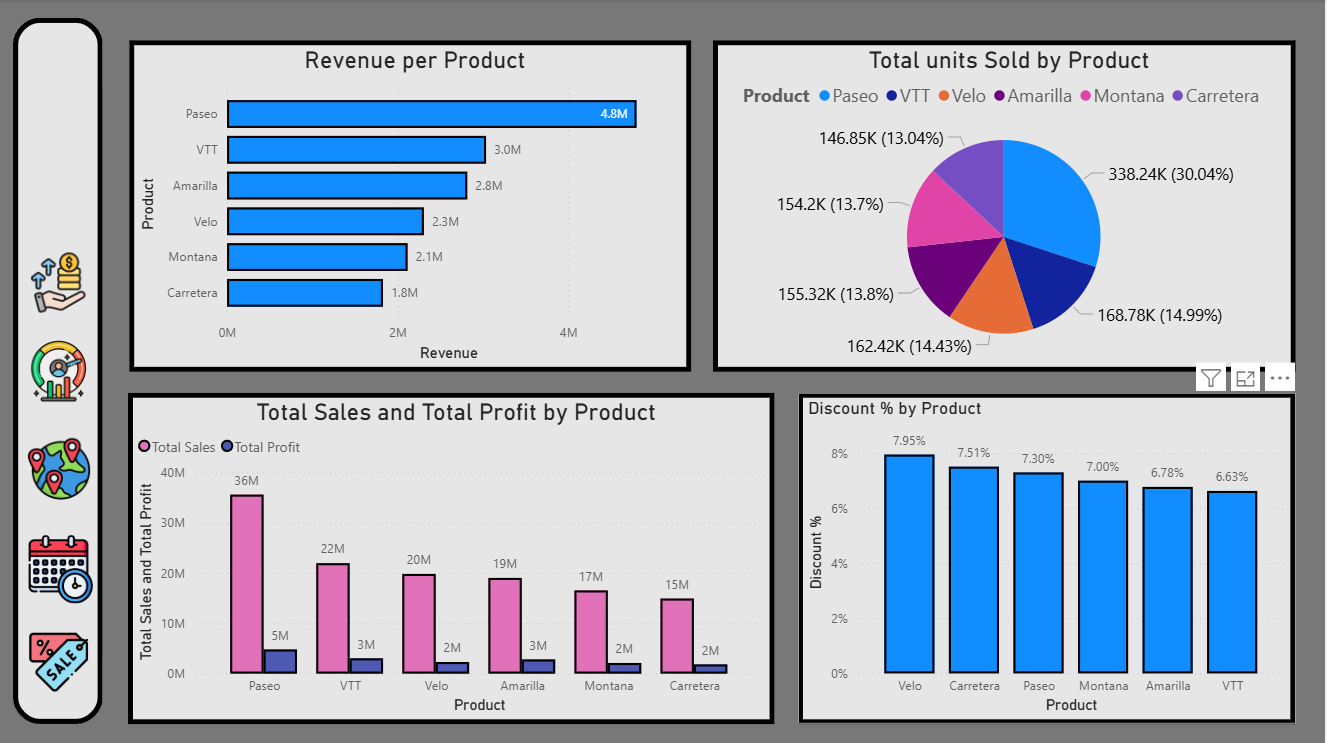 Revenue per Product
Product
Paseo
4.8M
VTT
3.0M
Amarilla
2.8M
Velo
2.3M
Montana
2.1M
Carretera
1.8M
0M 2M 4M
Revenue
Total units Sold by Product
Product Paseo VTT Velo Amarilla Montana Carretera
146.85K (13.04%)
338.24K (30.04%)
154.2K (13.7%)
155.32K (13.8%)
168.78K (14.99%)
162.42K (14.43%)
Total Sales and Total Profit by Product
Total Sales Total Profit
Total Sales and Total Profit
40M
30M
20M
10M
0M
36M
5M
22M
3M
20M
2M
19M
3M
17M
2M
15M
2M
Paseo VTT Velo Amarilla Montana Carretera
Product
Discount % by Product
Discount %
8%
6%
4%
2%
0%
7.95% 7.51% 7.30% 7.00% 6.78% 6.63%
Velo Carretera Paseo Montana Amarilla VTT
Product
%
SALE